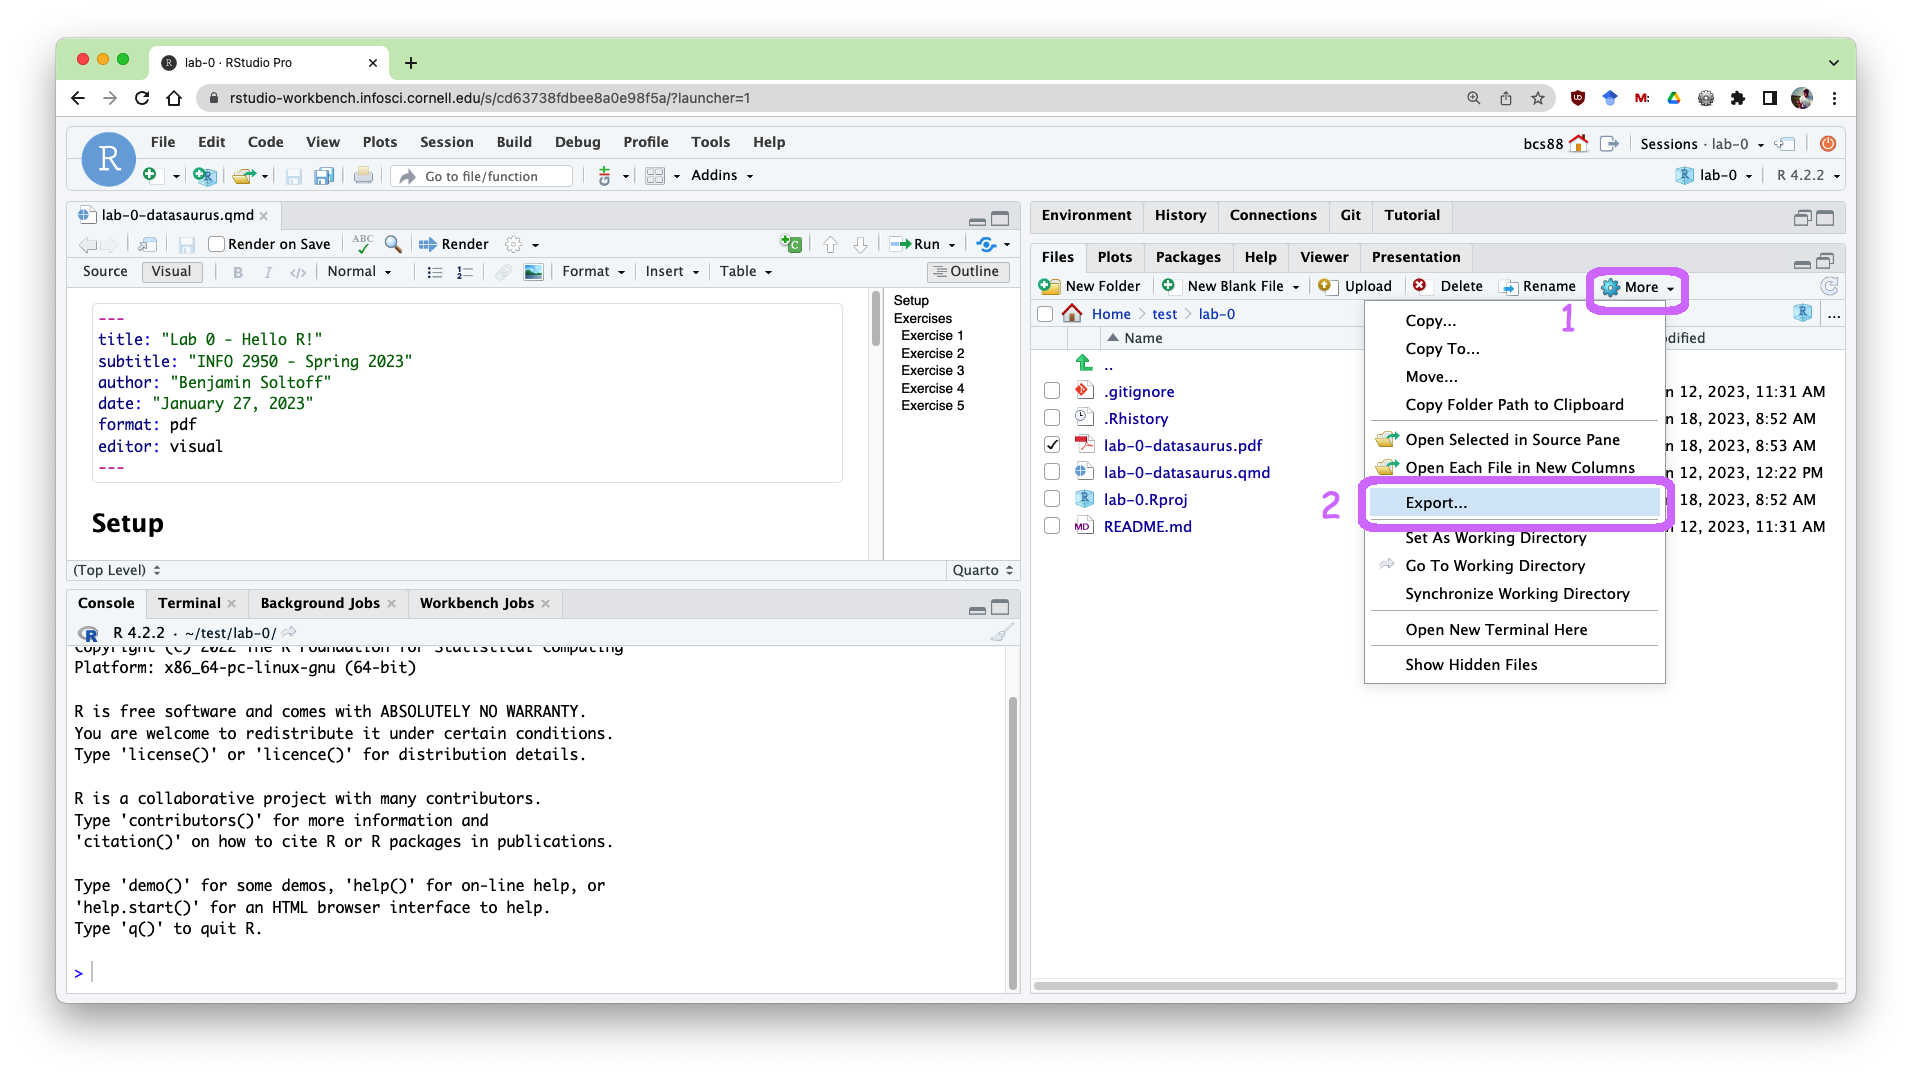 lab-0 · RStudio Pro
rstudio-workbench.infosci.cornell.edu/s/cd63738fdbee8a0e98f5a/?launcher=1
File Edit Code View Plots Session Build Debug Profile Tools Help
bcs88 Sessions · lab-0
Go to file/function Addins
lab-0 R 4.2.2
lab-0-datasaurus.qmd
Render on Save ABC Render Run
Source Visual B I </> Normal Format Insert Table Outline
---
title: "Lab 0 - Hello R!"
subtitle: "INFO 2950 - Spring 2023"
author: "Benjamin Soltoff"
date: "January 27, 2023"
format: pdf
editor: visual
---
Setup
Setup
Exercises
Exercise 1
Exercise 2
Exercise 3
Exercise 4
Exercise 5
(Top Level) Quarto
Console Terminal Background Jobs Workbench Jobs
R 4.2.2 · ~/test/lab-0/
Copyright (C) 2022 The R Foundation for Statistical Computing
Platform: x86_64-pc-linux-gnu (64-bit)
R is free software and comes with ABSOLUTELY NO WARRANTY.
You are welcome to redistribute it under certain conditions.
Type 'license()' or 'licence()' for distribution details.
R is a collaborative project with many contributors.
Type 'contributors()' for more information and
'citation()' on how to cite R or R packages in publications.
Type 'demo()' for some demos, 'help()' for on-line help, or
'help.start()' for an HTML browser interface to help.
Type 'q()' to quit R.
>
Environment History Connections Git Tutorial
Files Plots Packages Help Viewer Presentation
New Folder New Blank File Upload Delete Rename More
1
Home test lab-0 ...
Name dified
..
.gitignore n 12, 2023, 11:31 AM
.Rhistory n 18, 2023, 8:52 AM
lab-0-datasaurus.pdf n 18, 2023, 8:53 AM
lab-0-datasaurus.qmd n 12, 2023, 12:22 PM
lab-0.Rproj 18, 2023, 8:52 AM
README.md 12, 2023, 11:31 AM
Copy...
Copy To...
Move...
Copy Folder Path to Clipboard
Open Selected in Source Pane
Open Each File in New Columns
2
Export...
Set As Working Directory
Go To Working Directory
Synchronize Working Directory
Open New Terminal Here
Show Hidden Files